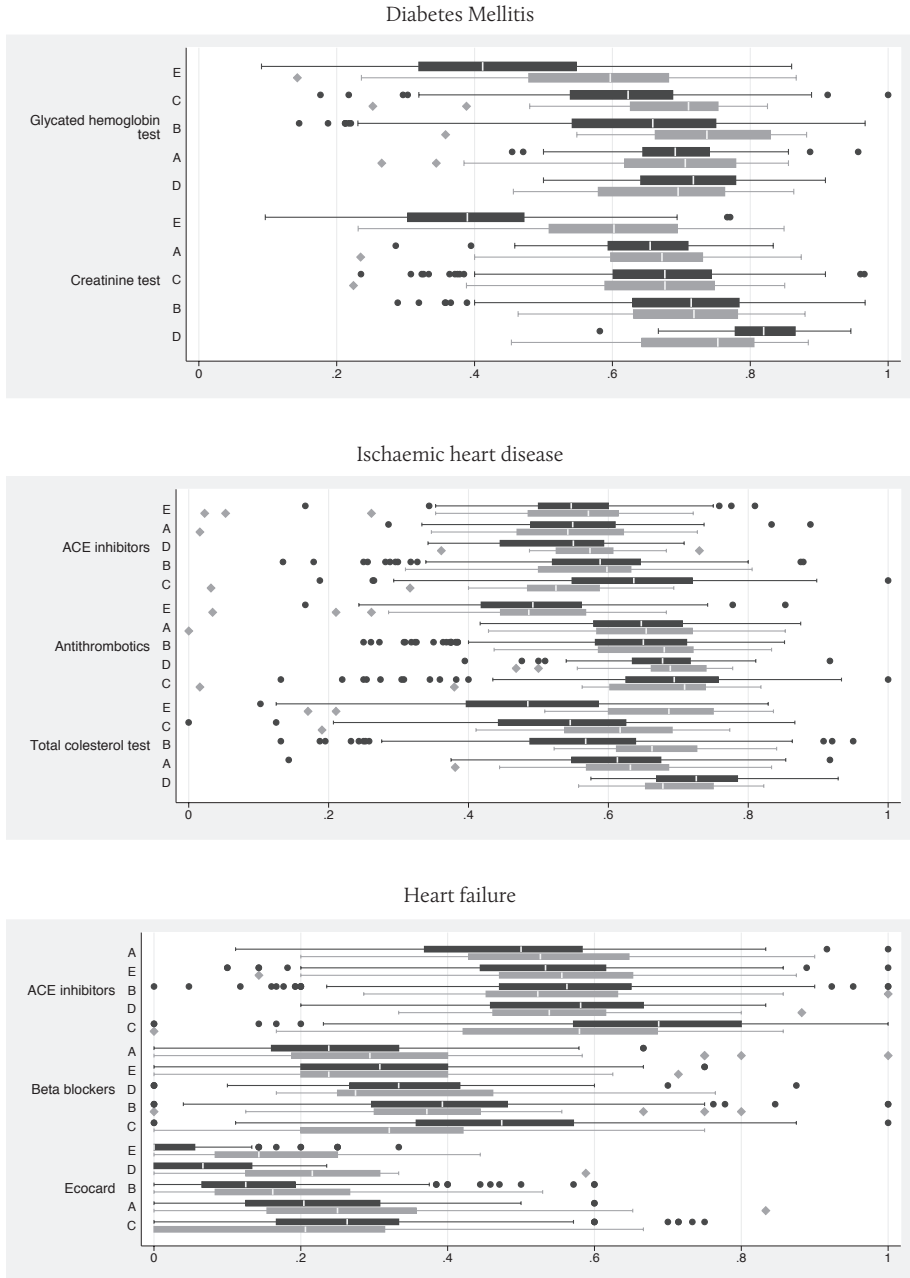 Diabetes Mellitis
E
C
Glycated hemoglobin
test
B
A
D
E
A
Creatinine test
C
B
D
0 .2 .4 .6 .8 1
Ischaemic heart disease
E
A
ACE inhibitors
D
B
C
E
A
Antithrombotics
B
D
C
E
C
Total colesterol test
B
A
D
0 .2 .4 .6 .8 1
Heart failure
A
E
ACE inhibitors
B
D
C
A
E
Beta blockers
D
B
C
E
D
Ecocard
B
A
C
0 .2 .4 .6 .8 1